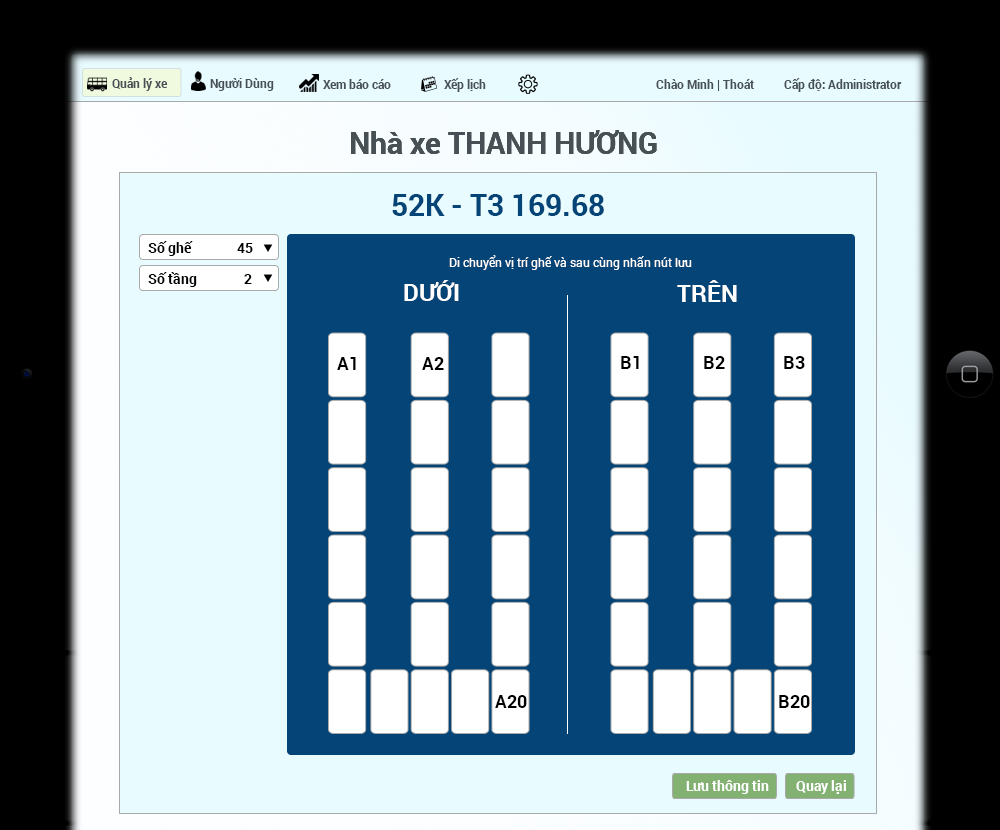 Quản lý xe Người Dùng Xem báo cáo Xếp lịch Chào Minh | Thoát Cấp độ: Administrator
Nhà xe THANH HƯƠNG
52K - T3 169.68
Số ghế 45 ▼
Số tầng 2 ▼
Di chuyển vị trí ghế và sau cùng nhấn nút lưu
DƯỚI TRÊN
A1 A2 B1 B2 B3
A20 B20
Lưu thông tin Quay lại